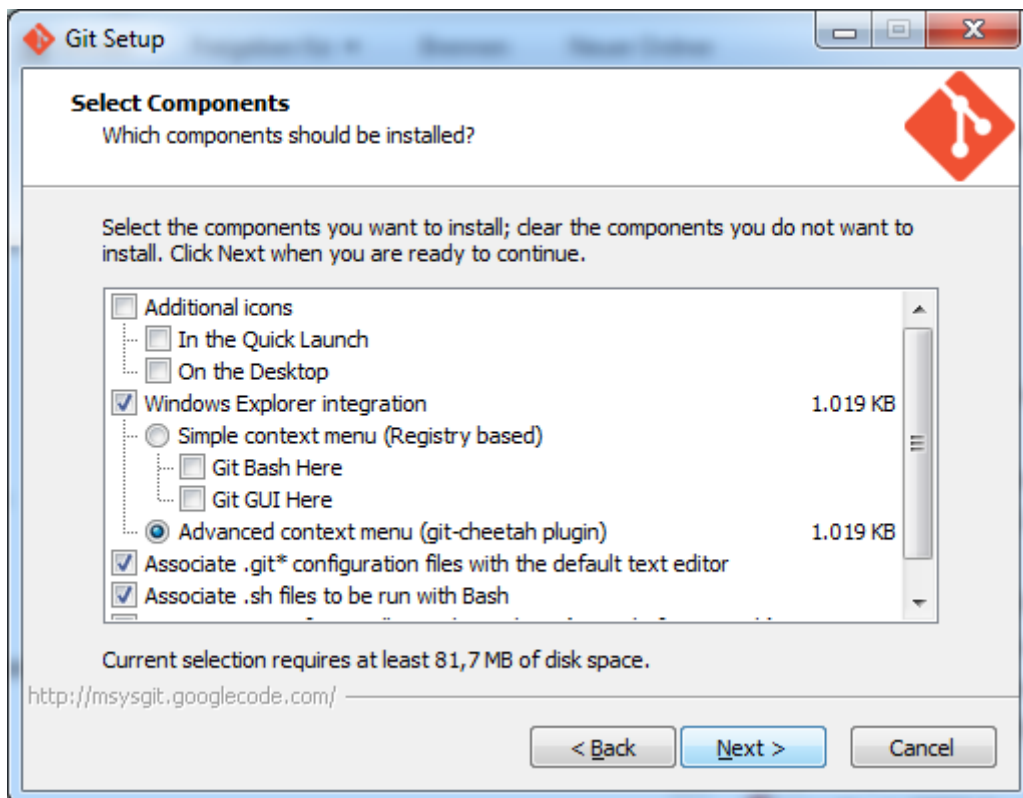 Git Setup
Select Components
Which components should be installed?
Select the components you want to install; clear the components you do not want to
install. Click Next when you are ready to continue.
Additional icons
In the Quick Launch
On the Desktop
Windows Explorer integration 1.019 KB
Simple context menu (Registry based)
Git Bash Here
Git GUI Here
Advanced context menu (git-cheetah plugin) 1.019 KB
Associate .git* configuration files with the default text editor
Associate .sh files to be run with Bash
Current selection requires at least 81,7 MB of disk space.
http://msysgit.googlecode.com/
< Back
Next >
Cancel